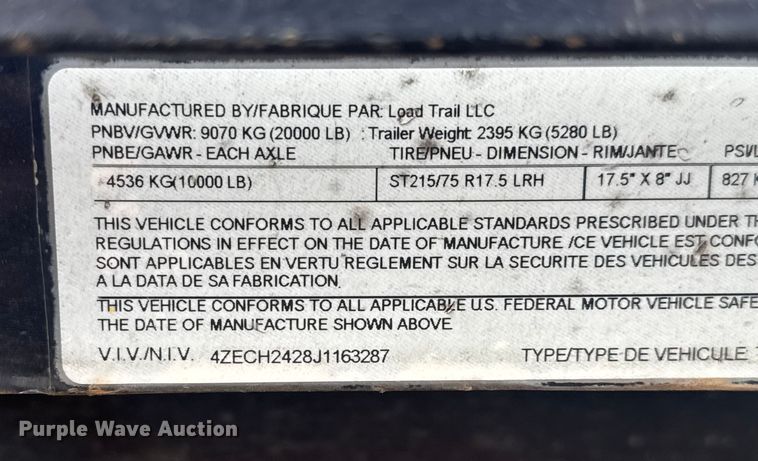 MANUFACTURED BY/FABRIQUE PAR: Load Trail LLC
PNBV/GVWR: 9070 KG (20000 LB) : Trailer Weight: 2395 KG (5280 LB)
PNBE/GAWR - EACH AXLE TIRE/PNEU - DIMENSION - RIM/JANTE
4536 KG(10000 LB) ST215/75 R17.5 LRH 17.5" X 8" JJ 827
THIS VEHICLE CONFORMS TO ALL APPLICABLE STANDARDS PRESCRIBED UNDER
REGULATIONS IN EFFECT ON THE DATE OF MANUFACTURE /CE VEHICLE EST
SONT APPLICABLES EN VERTU REGLEMENT SUR LA SECURITE DES VEHICULES DES
A LA DATA DE SA FABRICATION.
THIS VEHICLE CONFORMS TO ALL APPLICABLE U.S. FEDERAL MOTOR VEHICLE
THE DATE OF MANUFACTURE SHOWN ABOVE.
V.I.V./N.I.V. 4ZECH2428J1163287 TYPE/TYPE DE VEHICULE
Purple Wave Auction